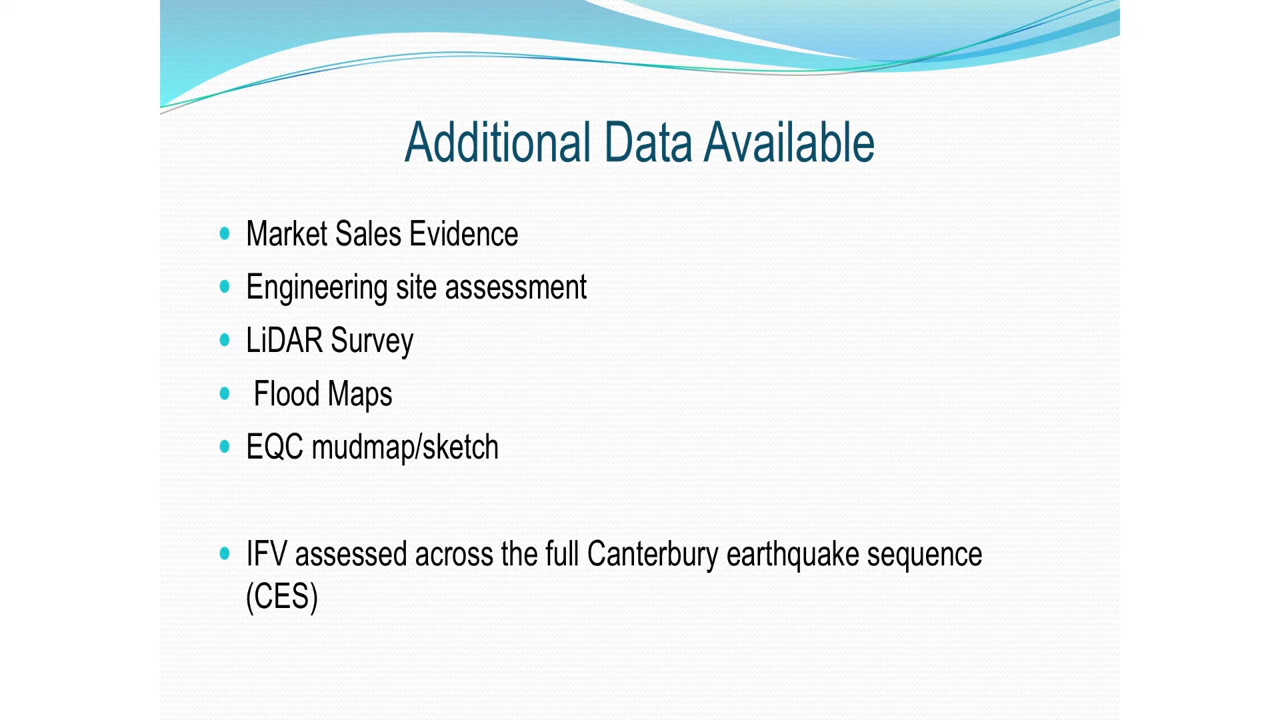 Additional Data Available
• Market Sales Evidence
• Engineering site assessment
• LiDAR Survey
• Flood Maps
• EQC mudmap/sketch
• IFV assessed across the full Canterbury earthquake sequence
(CES)